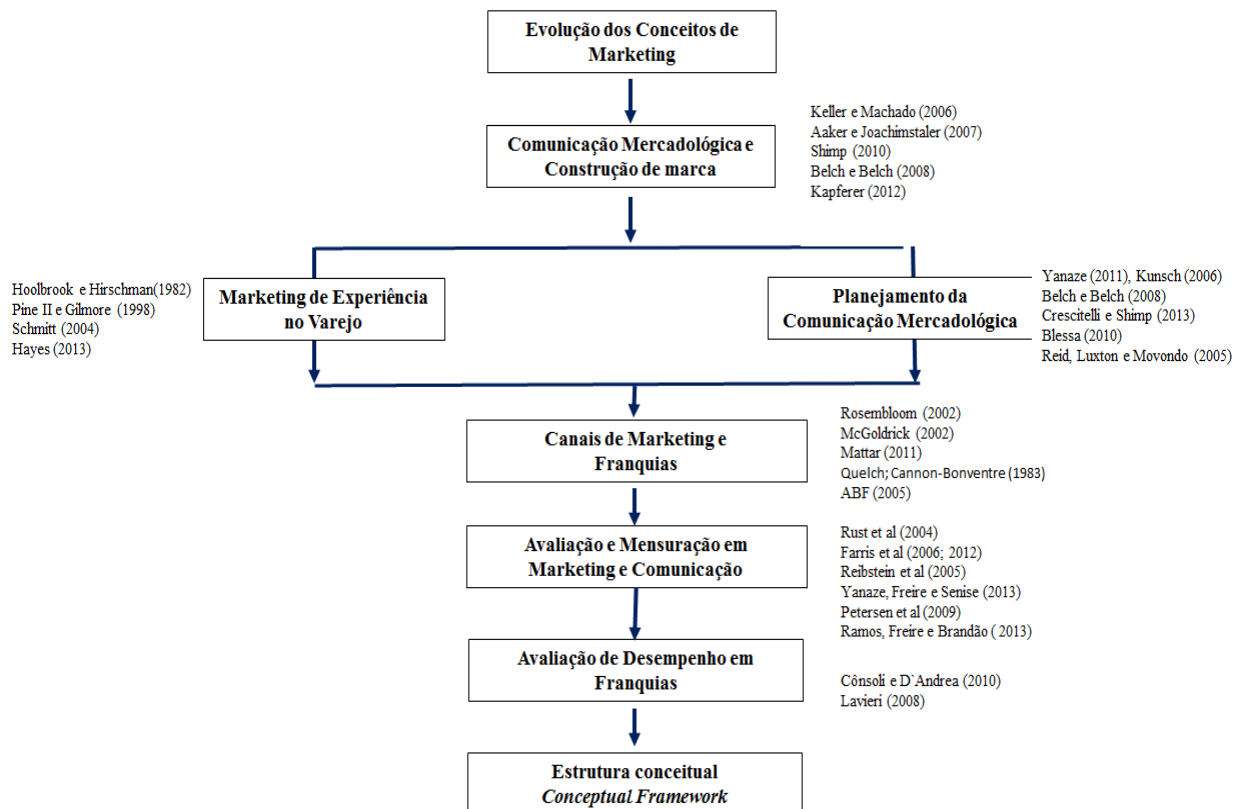 Evolução dos Conceitos de
Marketing
Comunicação Mercadológica e
Construção de marca
Keller e Machado (2006)
Aaker e Joachimstaler (2007)
Shimp (2010)
Belch e Belch (2008)
Kapferer (2012)
Hoolbrook e Hirschman(1982)
Pine II e Gilmore (1998)
Schmitt (2004)
Hayes (2013)
Marketing de Experiência
no Varejo
Planejamento da
Comunicação Mercadológica
Yanaze (2011), Kunsch (2006)
Belch e Belch (2008)
Crescitelli e Shimp (2013)
Blessa (2010)
Reid, Luxton e Movondo (2005)
Canais de Marketing e
Franquias
Rosembloom (2002)
McGoldrick (2002)
Mattar (2011)
Quelch; Cannon-Bonventre (1983)
ABF (2005)
Avaliação e Mensuração em
Marketing e Comunicação
Rust et al (2004)
Farris et al (2006; 2012)
Reibstein et al (2005)
Yanaze, Freire e Senise (2013)
Petersen et al (2009)
Ramos, Freire e Brandão ( 2013)
Avaliação de Desempenho em
Franquias
Cônsoli e D`Andrea (2010)
Lavieri (2008)
Estrutura conceitual
Conceptual Framework